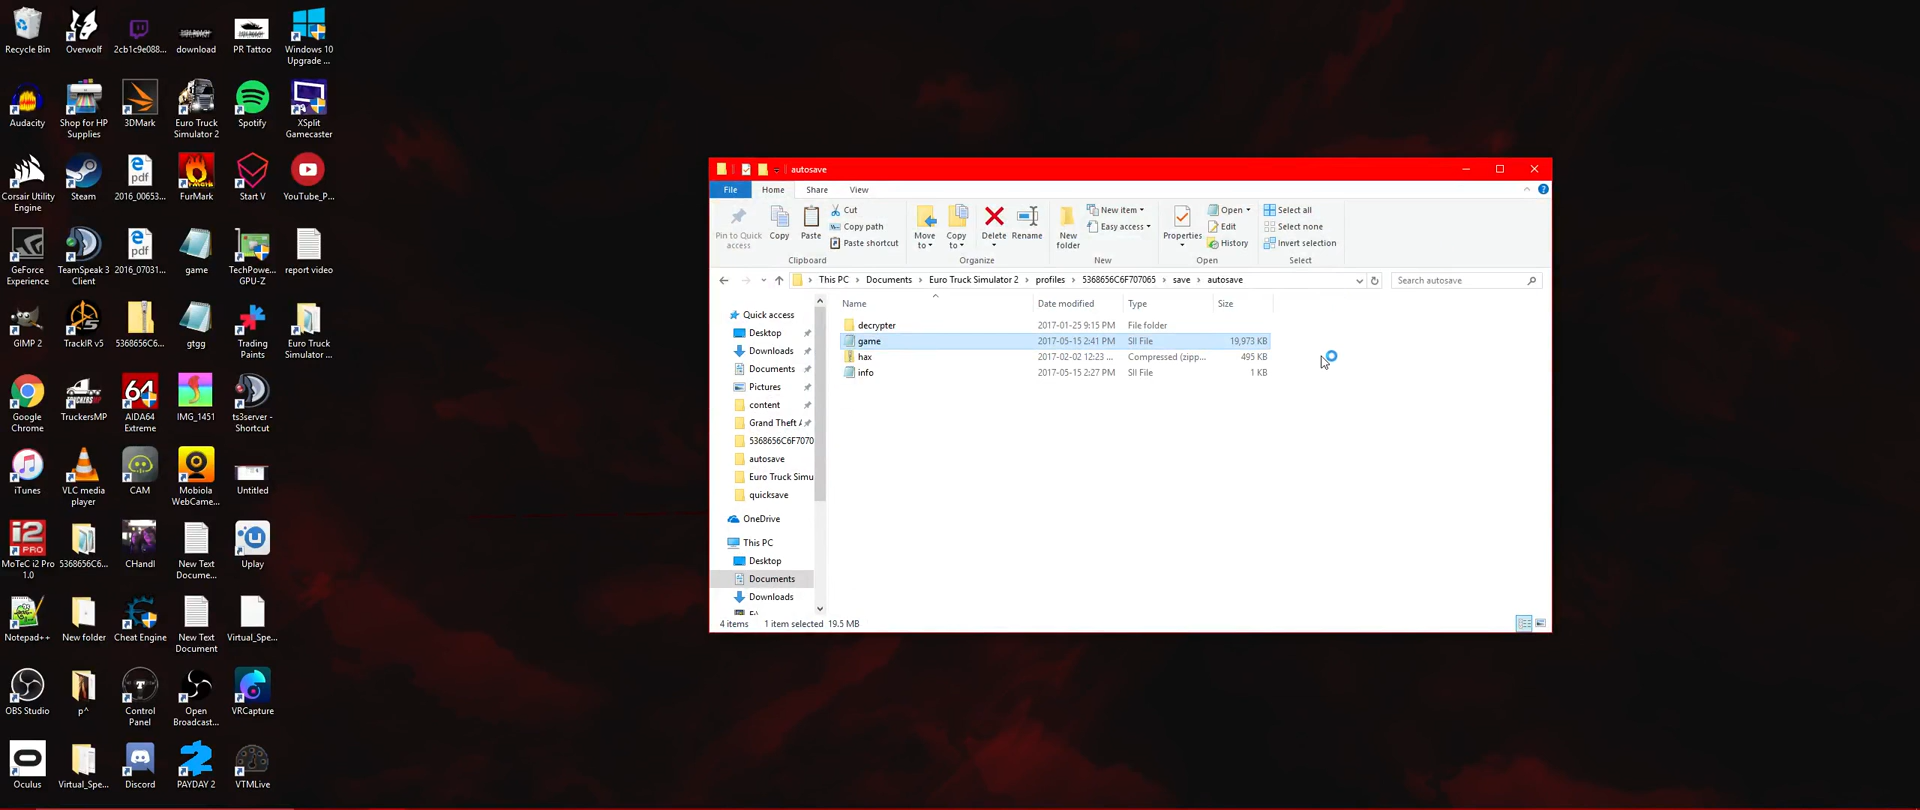 Recycle Bin
Overwolf
2cb1c9e088...
download
PR Tattoo
Windows 10
Upgrade ...
Audacity
Shop for HP
Supplies
3DMark
Euro Truck
Simulator 2
Spotify
XSplit
Gamecaster
Corsair Utility
Engine
Steam
2016_00653...
FurMark
Start V
YouTube_P...
GeForce
Experience
TeamSpeak 3
Client
2016_07031...
game
TechPowe...
GPU-Z
report video
GIMP 2
TrackIR v5
5368656C6...
gtgg
Trading
Paints
Euro Truck
Simulator ...
Google
Chrome
TruckersMP
AIDA64
Extreme
IMG_1451
ts3server -
Shortcut
iTunes
VLC media
player
CAM
Mobiola
WebCame...
Untitled
MoTeC i2 Pro
1.0
5368656C6...
CHandl
New Text
Docume...
Uplay
Notepad++
New folder
Cheat Engine
New Text
Document
Virtual_Spe...
OBS Studio
p^
Control
Panel
Open
Broadcast...
VRCapture
Oculus
Virtual_Spe...
Discord
PAYDAY 2
VTMLive
autosave
File
Home
Share
View
Pin to Quick
access
Copy
Paste
Cut
Copy path
Paste shortcut
Clipboard
Move
to
Copy
to
Delete
Rename
Organize
New
folder
New item
Easy access
New
Properties
Open
Edit
History
Open
Select all
Select none
Invert selection
Select
This PC > Documents > Euro Truck Simulator 2 > profiles > 5368656C6F707065 > save > autosave
Search autosave
Quick access
Desktop
Downloads
Documents
Pictures
content
Grand Theft A
5368656C6F7070
autosave
Euro Truck Simu
quicksave
OneDrive
This PC
Desktop
Documents
Downloads
Name Date modified Type Size
decrypter 2017-01-25 9:15 PM File folder
game 2017-05-15 2:41 PM SII File 19,973 KB
hax 2017-02-02 12:23 ... Compressed (zipp... 495 KB
info 2017-05-15 2:27 PM SII File 1 KB
4 items 1 item selected 19.5 MB